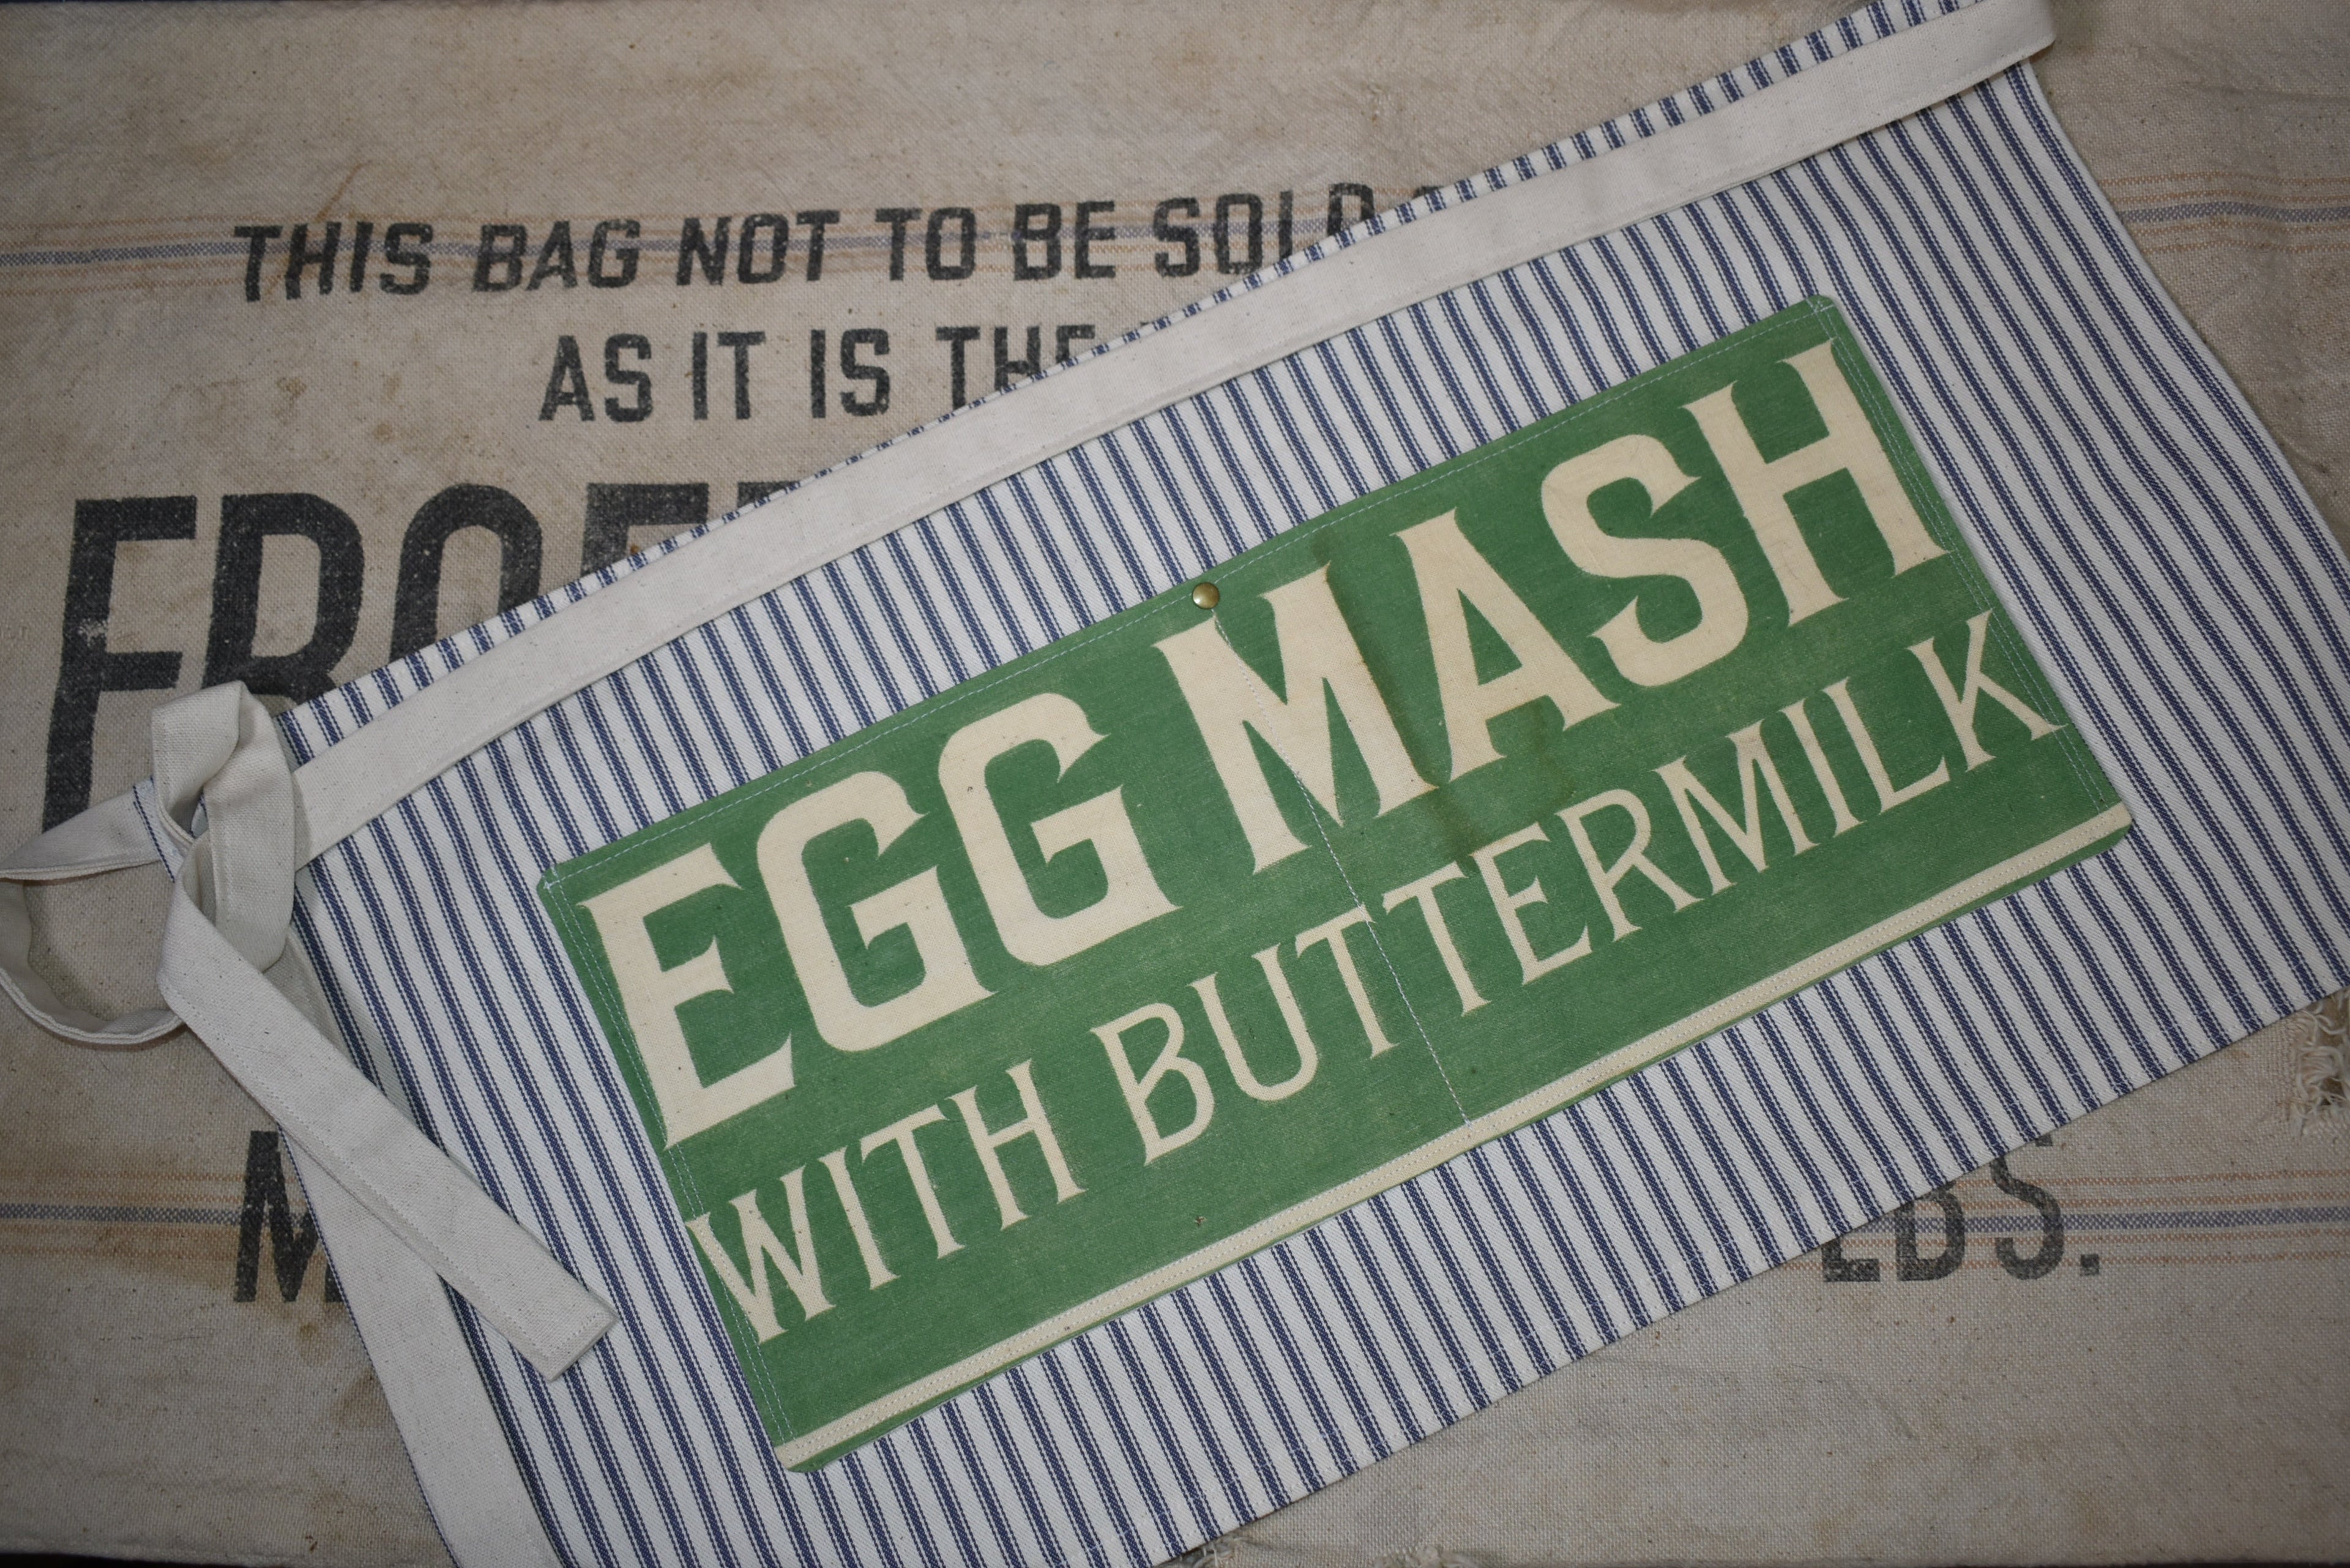 THIS BAG NOT TO BE SOLD
AS IT IS THE
EGG MASH
WITH BUTTERMILK
LBS.